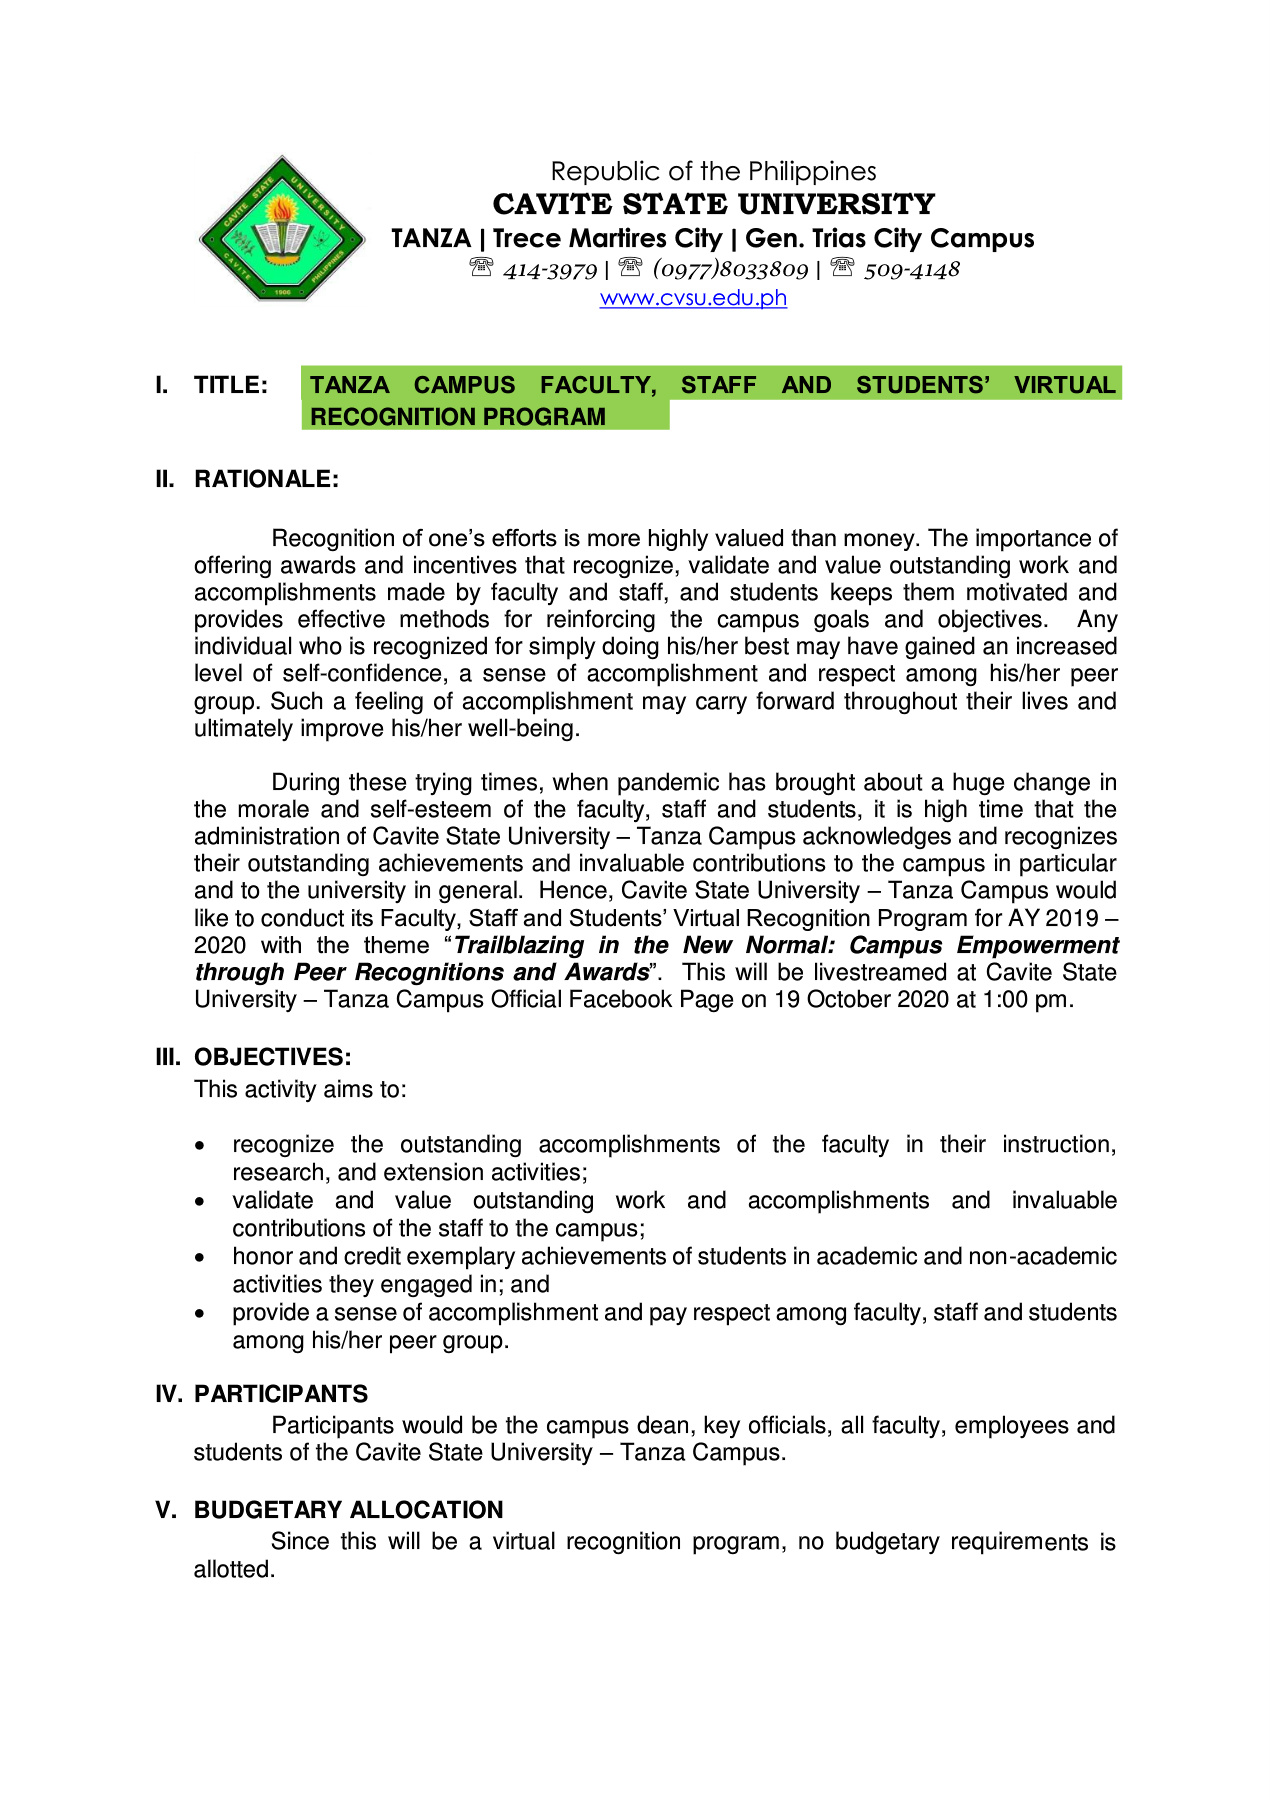 CAVITE STATE UNIVERSITY
CAVITE PHILIPPINES
1906
Republic of the Philippines
CAVITE STATE UNIVERSITY
TANZA | Trece Martires City | Gen. Trias City Campus
☏ 414-3979 | ☏ (0977)8033809 | ☏ 509-4148
www.cvsu.edu.ph
I. TITLE: TANZA CAMPUS FACULTY, STAFF AND STUDENTS’ VIRTUAL
RECOGNITION PROGRAM
II. RATIONALE:
Recognition of one’s efforts is more highly valued than money. The importance of
offering awards and incentives that recognize, validate and value outstanding work and
accomplishments made by faculty and staff, and students keeps them motivated and
provides effective methods for reinforcing the campus goals and objectives. Any
individual who is recognized for simply doing his/her best may have gained an increased
level of self-confidence, a sense of accomplishment and respect among his/her peer
group. Such a feeling of accomplishment may carry forward throughout their lives and
ultimately improve his/her well-being.
During these trying times, when pandemic has brought about a huge change in
the morale and self-esteem of the faculty, staff and students, it is high time that the
administration of Cavite State University – Tanza Campus acknowledges and recognizes
their outstanding achievements and invaluable contributions to the campus in particular
and to the university in general. Hence, Cavite State University – Tanza Campus would
like to conduct its Faculty, Staff and Students’ Virtual Recognition Program for AY 2019 –
2020 with the theme “Trailblazing in the New Normal: Campus Empowerment
through Peer Recognitions and Awards”. This will be livestreamed at Cavite State
University – Tanza Campus Official Facebook Page on 19 October 2020 at 1:00 pm.
III. OBJECTIVES:
This activity aims to:
• recognize the outstanding accomplishments of the faculty in their instruction,
research, and extension activities;
• validate and value outstanding work and accomplishments and invaluable
contributions of the staff to the campus;
• honor and credit exemplary achievements of students in academic and non-academic
activities they engaged in; and
• provide a sense of accomplishment and pay respect among faculty, staff and students
among his/her peer group.
IV. PARTICIPANTS
Participants would be the campus dean, key officials, all faculty, employees and
students of the Cavite State University – Tanza Campus.
V. BUDGETARY ALLOCATION
Since this will be a virtual recognition program, no budgetary requirements is
allotted.